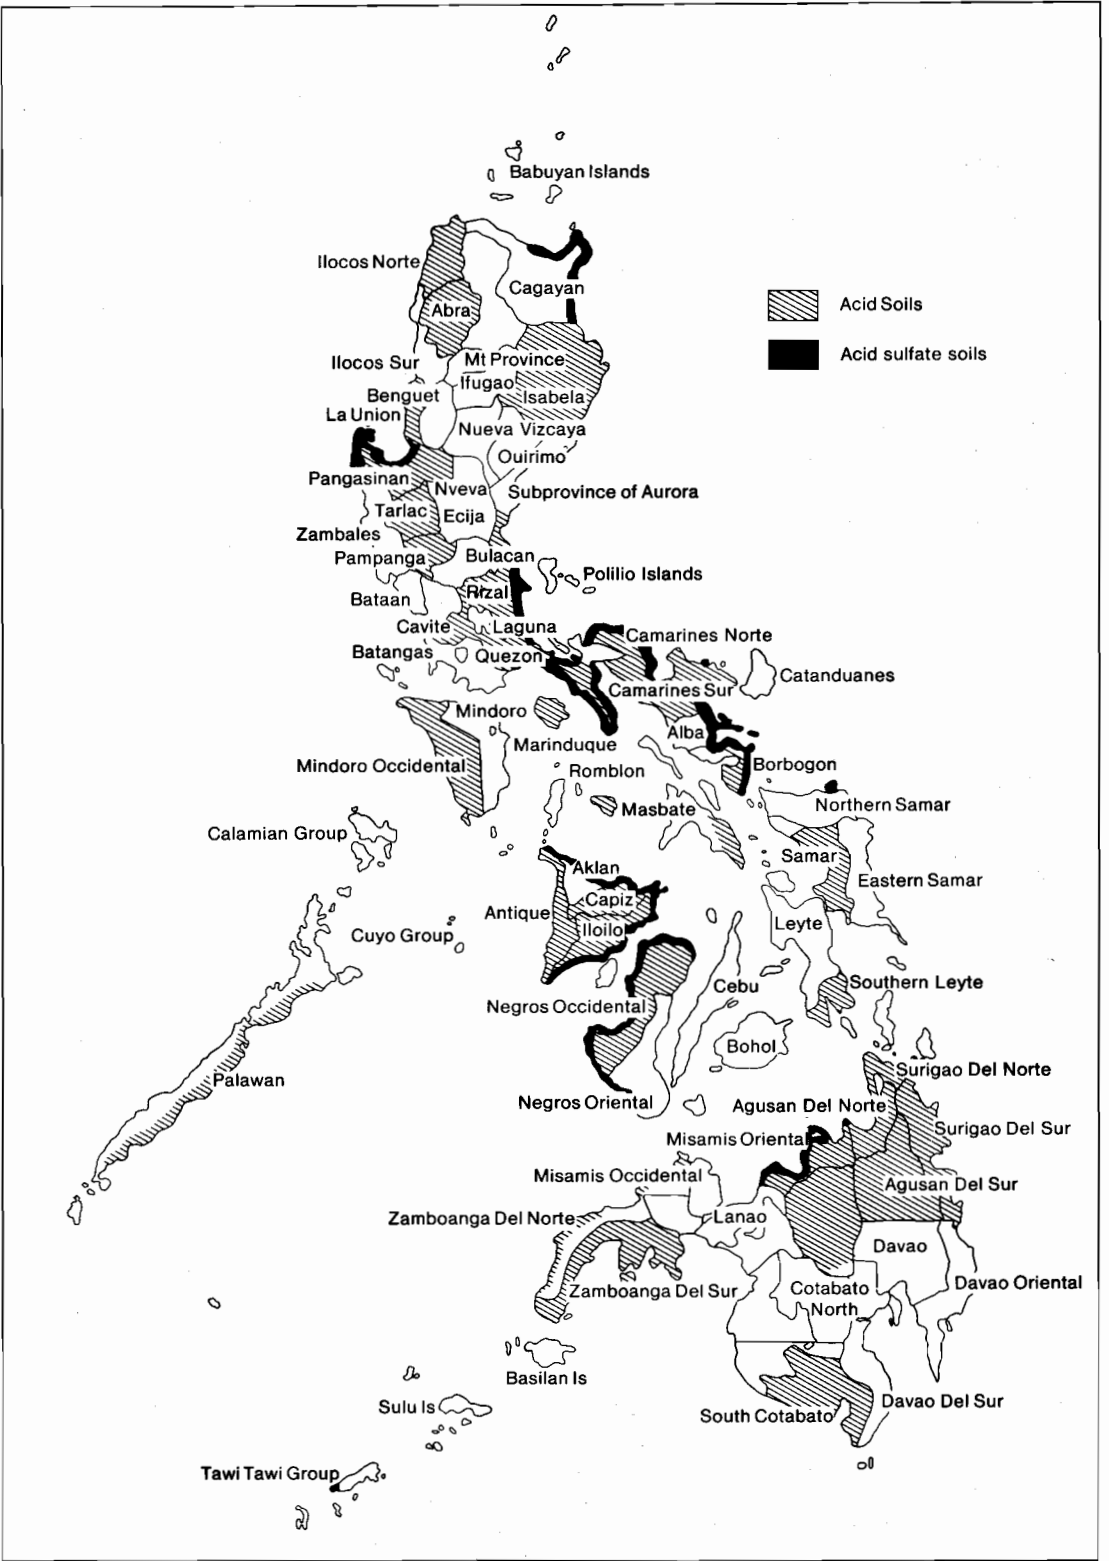 Babuyan Islands
Ilocos Norte
Cagayan
Abra
Acid Soils
Acid sulfate soils
Ilocos Sur
Mt Province
Ifugao
Benguet
Isabela
La Union
Nueva Vizcaya
Ouirimo
Pangasinan
Nveva
Ecija
Subprovince of Aurora
Tarlac
Zambales
Pampanga
Bulacan
Polilio Islands
Rizal
Bataan
Cavite
Laguna
Camarines Norte
Batangas
Quezon
Catanduanes
Camarines Sur
Mindoro
Alba
Marinduque
Mindoro Occidental
Borbogon
Romblon
Masbate
Northern Samar
Calamian Group
Samar
Aklan
Eastern Samar
Capiz
Antique
Iloilo
Leyte
Cuyo Group
Southern Leyte
Cebu
Negros Occidental
Bohol
Palawan
Surigao Del Norte
Negros Oriental
Agusan Del Norte
Surigao Del Sur
Misamis Oriental
Misamis Occidental
Agusan Del Sur
Zamboanga Del Norte
Lanao
Davao
Davao Oriental
Zamboanga Del Sur
Cotabato
North
Basilan Is
Sulu Is
Davao Del Sur
South Cotabato
Tawi Tawi Group